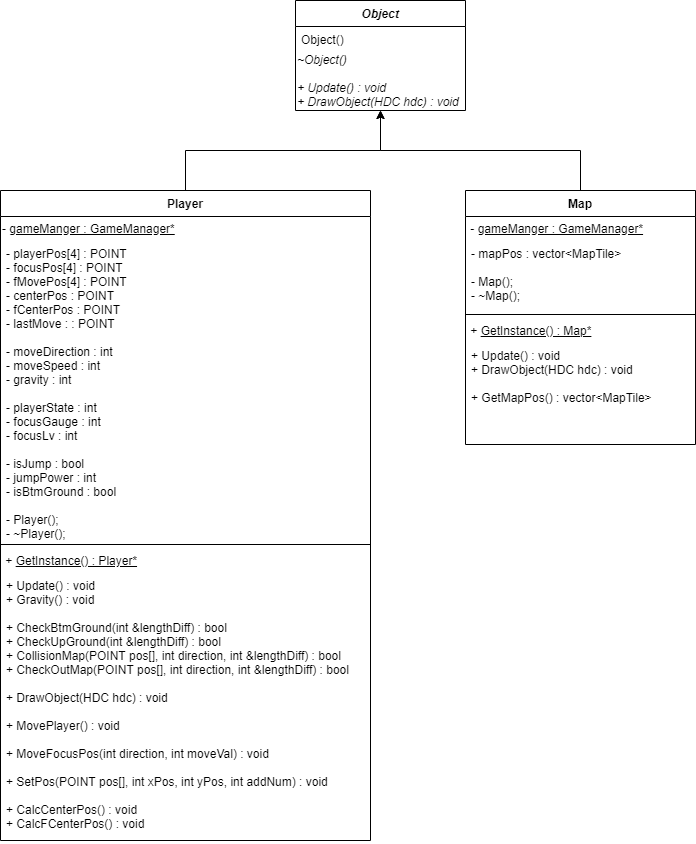 Object
Object()
~Object()
+ Update() : void
+ DrawObject(HDC hdc) : void
Player
- gameManger : GameManager*
- playerPos[4] : POINT
- focusPos[4] : POINT
- fMovePos[4] : POINT
- centerPos : POINT
- fCenterPos : POINT
- lastMove : : POINT
- moveDirection : int
- moveSpeed : int
- gravity : int
- playerState : int
- focusGauge : int
- focusLv : int
- isJump : bool
- jumpPower : int
- isBtmGround : bool
- Player();
- ~Player();
+ GetInstance() : Player*
+ Update() : void
+ Gravity() : void
+ CheckBtmGround(int &lengthDiff) : bool
+ CheckUpGround(int &lengthDiff) : bool
+ CollisionMap(POINT pos[], int direction, int &lengthDiff) : bool
+ CheckOutMap(POINT pos[], int direction, int &lengthDiff) : bool
+ DrawObject(HDC hdc) : void
+ MovePlayer() : void
+ MoveFocusPos(int direction, int moveVal) : void
+ SetPos(POINT pos[], int xPos, int yPos, int addNum) : void
+ CalcCenterPos() : void
+ CalcFCenterPos() : void
Map
- gameManger : GameManager*
- mapPos : vector<MapTile>
- Map();
- ~Map();
+ GetInstance() : Map*
+ Update() : void
+ DrawObject(HDC hdc) : void
+ GetMapPos() : vector<MapTile>